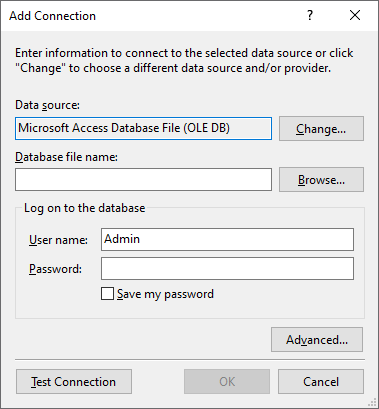 Add Connection
?
Enter information to connect to the selected data source or click
"Change" to choose a different data source and/or provider.
Data source:
Microsoft Access Database File (OLE DB)
Change...
Database file name:
Browse...
Log on to the database
User name:
Admin
Password:
Save my password
Advanced...
Test Connection
OK
Cancel